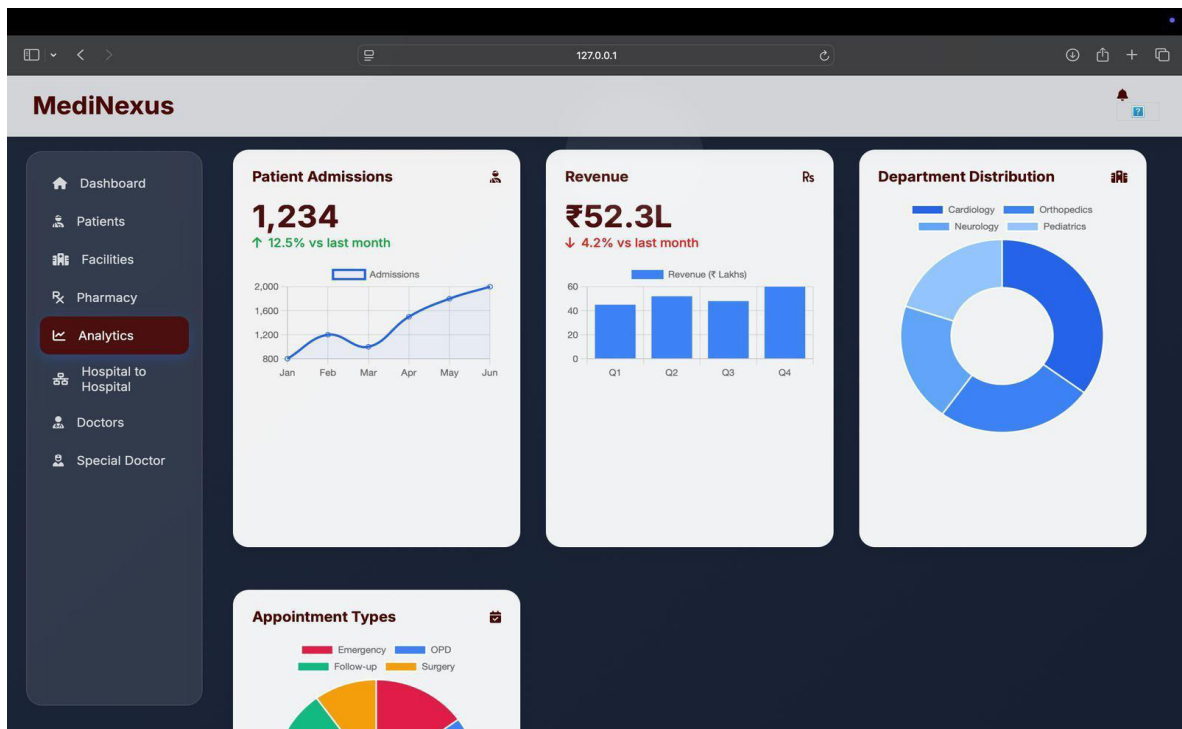 127.0.0.1
MediNexus
Dashboard
Patients
Facilities
Pharmacy
Analytics
Hospital to
Hospital
Doctors
Special Doctor
Patient Admissions
1,234
↑ 12.5% vs last month
Admissions
2,000
1,600
1,200
800
Jan Feb Mar Apr May Jun
Revenue
Rs
₹52.3L
↓ 4.2% vs last month
Revenue (₹ Lakhs)
60
40
20
0
Q1 Q2 Q3 Q4
Department Distribution
Cardiology Orthopedics
Neurology Pediatrics
Appointment Types
Emergency OPD
Follow-up Surgery